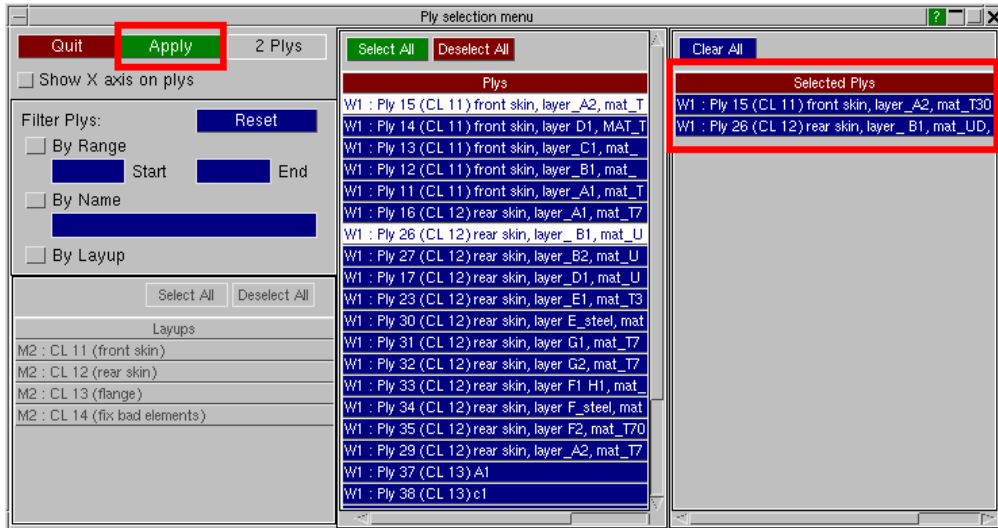 Ply selection menu
?
X
Quit
Apply
2 Plys
Show X axis on plys
Filter Plys:
Reset
By Range
Start
End
By Name
By Layup
Select All
Deselect All
Layups
M2 : CL 11 (front skin)
M2 : CL 12 (rear skin)
M2 : CL 13 (flange)
M2 : CL 14 (fix bad elements)
Select All
Deselect All
Plys
W1 : Ply 15 (CL 11) front skin, layer_A2, mat_T
W1 : Ply 14 (CL 11) front skin, layer D1, MAT_T
W1 : Ply 13 (CL 11) front skin, layer_C1, mat_
W1 : Ply 12 (CL 11) front skin, layer_B1, mat_
W1 : Ply 11 (CL 11) front skin, layer_A1, mat_T
W1 : Ply 16 (CL 12) rear skin, layer_A1, mat_T7
W1 : Ply 26 (CL 12) rear skin, layer_ B1, mat_U
W1 : Ply 27 (CL 12) rear skin, layer_B2, mat_U
W1 : Ply 17 (CL 12) rear skin, layer_D1, mat_U
W1 : Ply 23 (CL 12) rear skin, layer_E1, mat_T3
W1 : Ply 30 (CL 12) rear skin, layer E_steel, mat
W1 : Ply 31 (CL 12) rear skin, layer G1, mat_T7
W1 : Ply 32 (CL 12) rear skin, layer G2, mat_T7
W1 : Ply 33 (CL 12) rear skin, layer F1 H1, mat_
W1 : Ply 34 (CL 12) rear skin, layer F_steel, mat
W1 : Ply 35 (CL 12) rear skin, layer F2, mat_T70
W1 : Ply 29 (CL 12) rear skin, layer_A2, mat_T7
W1 : Ply 37 (CL 13) A1
W1 : Ply 38 (CL 13) c1
Clear All
Selected Plys
W1 : Ply 15 (CL 11) front skin, layer_A2, mat_T30
W1 : Ply 26 (CL 12) rear skin, layer_ B1, mat_UD,